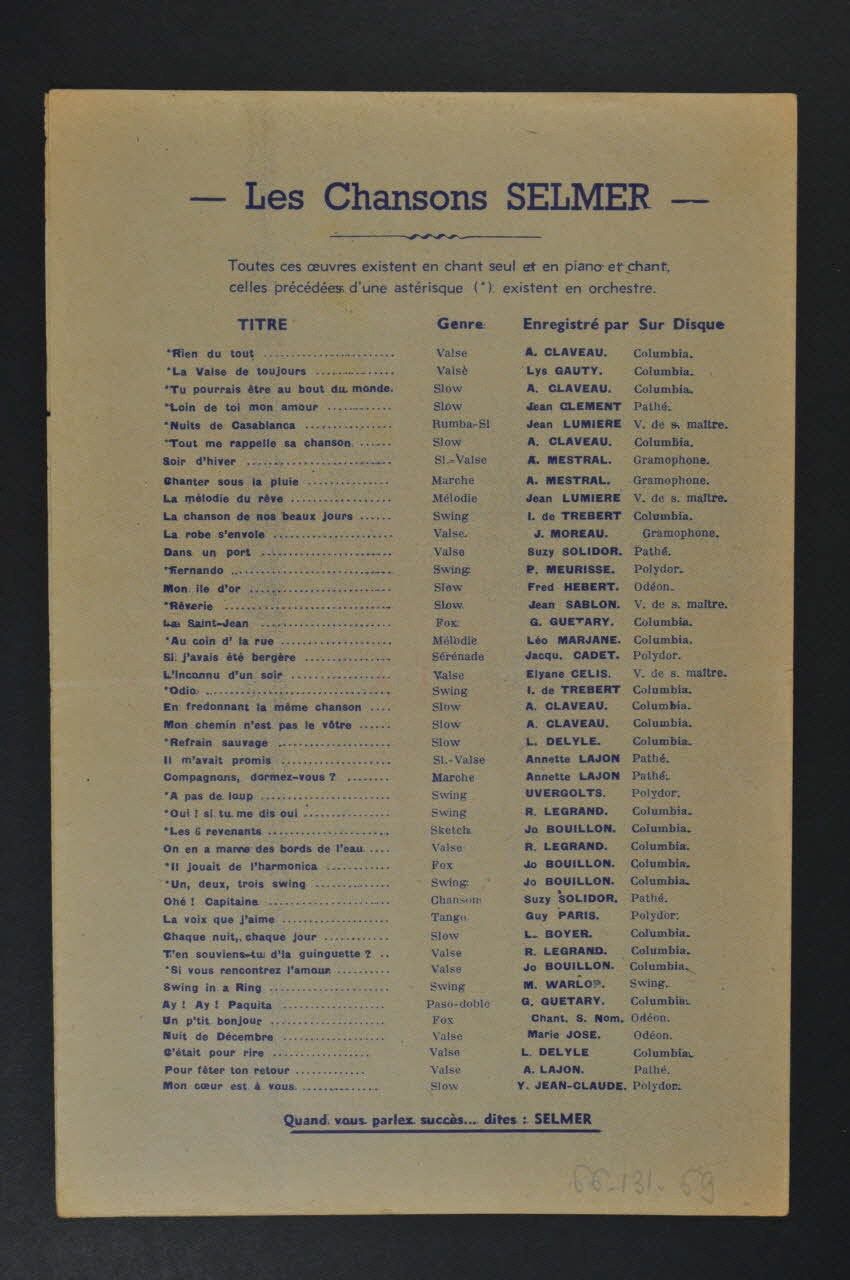 — Les Chansons SELMER —
Toutes ces œuvres existent en chant seul et en piano et chant,
celles précédées d'une astérisque (*) existent en orchestre.
TITRE Genre Enregistré par Sur Disque
*Rien du tout ........................ Valse A. CLAVEAU. Columbia.
*La Valse de toujours ............... Valsè Lys GAUTY. Columbia.
*Tu pourrais être au bout du monde. Slow A. CLAVEAU. Columbia.
*Loin de toi mon amour ............ Slow Jean CLEMENT Pathé.
*Nuits de Casablanca ................ Rumba-Sl Jean LUMIERE V. de s. maître.
*Tout me rappelle sa chanson ...... Slow A. CLAVEAU. Columbia.
Soir d'hiver ........................... Sl.-Valse A. MESTRAL. Gramophone.
Chanter sous la pluie ............... Marche A. MESTRAL. Gramophone.
La mélodie du rêve .................. Mélodie Jean LUMIERE V. de s. maître.
La chanson de nos beaux jours ...... Swing I. de TREBERT Columbia.
La robe s'envole ...................... Valse. J. MOREAU. Gramophone.
Dans un port ........................ Valse Suzy SOLIDOR. Pathé.
*Fernando .............................. Swing P. MEURISSE. Polydor.
Mon île d'or .......................... Slow Fred HEBERT. Odéon.
*Rêverie .............................. Slow Jean SABLON. V. de s. maître.
La Saint-Jean ........................ Fox G. GUETARY. Columbia.
*Au coin d' la rue .................... Mélodie Léo MARJANE. Columbia.
Si j'avais été bergère ................ Sérénade Jacqu. CADET. Polydor.
L'inconnu d'un soir .................. Valse Elyane CELIS. V. de s. maître.
*Odio .................................. Swing I. de TREBERT Columbia.
En fredonnant la même chanson .... Slow A. CLAVEAU. Columbia.
Mon chemin n'est pas le vôtre ...... Slow A. CLAVEAU. Columbia.
*Refrain sauvage ..................... Slow L. DELYLE. Columbia.
Il m'avait promis .................... Sl.-Valse Annette LAJON Pathé.
Compagnons, dormez-vous ? ........ Marche Annette LAJON Pathé.
*A pas de loup ........................ Swing UVERGOLTS. Polydor.
*Oui ! si tu me dis oui ................ Swing R. LEGRAND. Columbia.
*Les 6 revenants ...................... Sketch Jo BOUILLON. Columbia.
On en a marre des bords de l'eau .... Valse R. LEGRAND. Columbia.
*Il jouait de l'harmonica ............ Fox Jo BOUILLON. Columbia.
*Un, deux, trois swing .............. Swing Jo BOUILLON. Columbia.
Ohé ! Capitaine ...................... Chanson Suzy SOLIDOR. Pathé.
La voix que j'aime .................... Tango. Guy PARIS. Polydor.
Chaque nuit, chaque jour ............ Slow L. BOYER. Columbia.
T'en souviens-tu d'la guinguette ? .. Valse R. LEGRAND. Columbia.
*Si vous rencontrez l'amour .......... Valse Jo BOUILLON. Columbia.
Swing in a Ring ...................... Swing M. WARLOP. Swing.
Ay ! Ay ! Paquita .................... Paso-doble G. GUETARY. Columbia.
Un p'tit bonjour ...................... Fox Chant. S. Nom. Odéon.
Nuit de Décembre .................... Valse Marie JOSE. Odéon.
C'était pour rire .................. Valse L. DELYLE Columbia.
Pour fêter ton retour ............. Valse A. LAJON. Pathé.
Mon cœur est à vous .............. Slow Y. JEAN-CLAUDE. Polydor.
Quand vous parlez succès... dites : SELMER
66-131-69